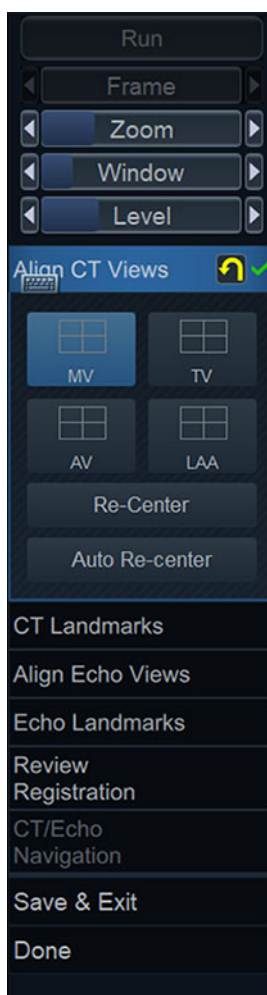 Run
Frame
Zoom
Window
Level
Align CT Views
MV
TV
AV
LAA
Re-Center
Auto Re-center
CT Landmarks
Align Echo Views
Echo Landmarks
Review
Registration
CT/Echo
Navigation
Save & Exit
Done